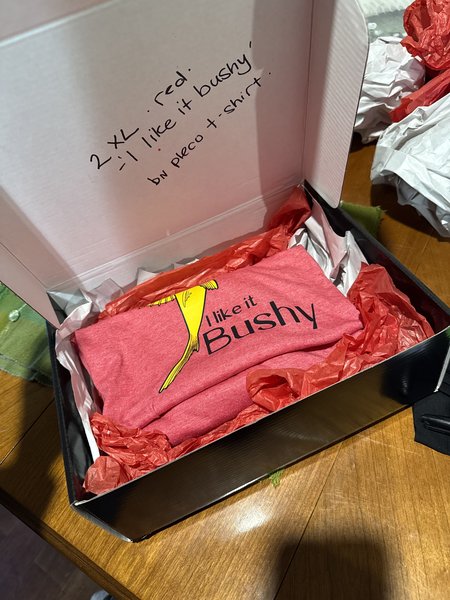 2 XL red.
"I like it bushy"
bN pleco t-shirt.
I like it
Bushy